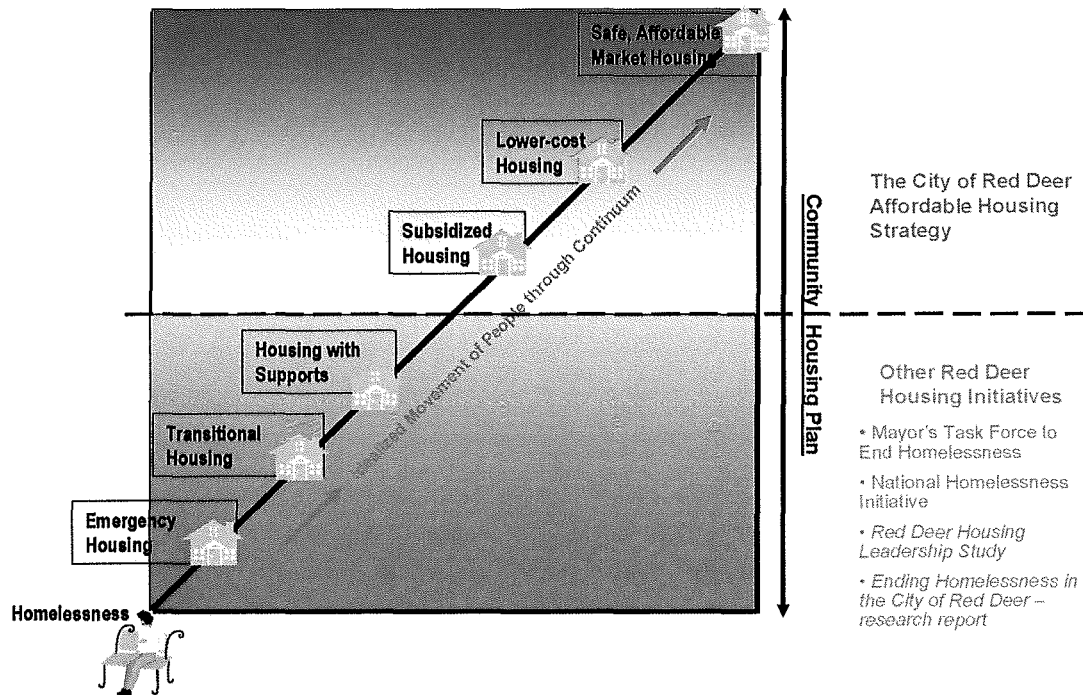 Safe, Affordable
Market Housing
Lower-cost
Housing
Subsidized
Housing
Housing with
Supports
Transitional
Housing
Emergency
Housing
Homelessness
Idealized Movement of People through Continuum
Community Housing Plan
The City of Red Deer
Affordable Housing
Strategy
Other Red Deer
Housing Initiatives
• Mayor's Task Force to
End Homelessness
• National Homelessness
Initiative
• Red Deer Housing
Leadership Study
• Ending Homelessness in
the City of Red Deer –
research report